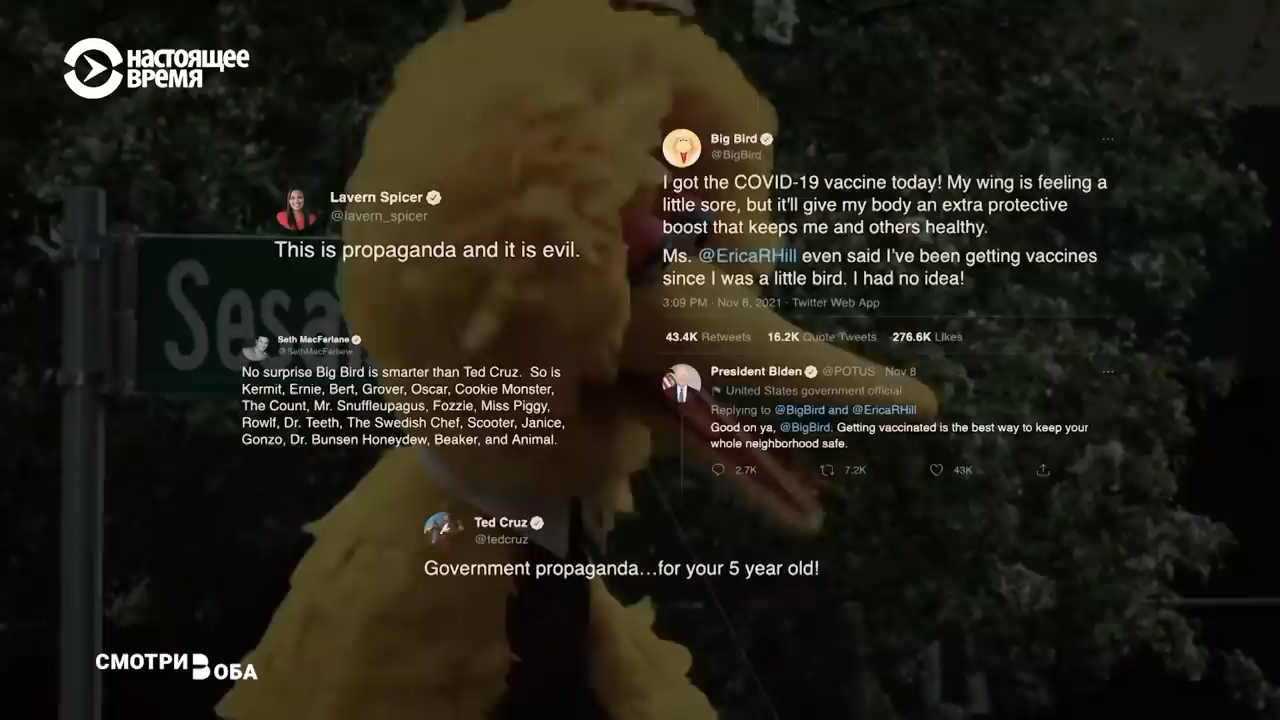 НАСТОЯЩЕЕ
ВРЕМЯ
Big Bird
@BigBird
I got the COVID-19 vaccine today! My wing is feeling a
little sore, but it'll give my body an extra protective
boost that keeps me and others healthy.
Ms. @EricaRHill even said I've been getting vaccines
since I was a little bird. I had no idea!
3:09 PM · Nov 8, 2021 · Twitter Web App
43.4K Retweets 16.2K Quote Tweets 276.6K Likes
Lavern Spicer
@lavern_spicer
This is propaganda and it is evil.
Sesa
Seth MacFarlane
@SethMacFarlane
No surprise Big Bird is smarter than Ted Cruz. So is
Kermit, Ernie, Bert, Grover, Oscar, Cookie Monster,
The Count, Mr. Snuffleupagus, Fozzie, Miss Piggy,
Rowlf, Dr. Teeth, The Swedish Chef, Scooter, Janice,
Gonzo, Dr. Bunsen Honeydew, Beaker, and Animal.
President Biden @POTUS Nov 8
United States government official
Replying to @BigBird and @EricaRHill
Good on ya, @BigBird. Getting vaccinated is the best way to keep your
whole neighborhood safe.
2.7K 7.2K 43K
Ted Cruz
@tedcruz
Government propaganda...for your 5 year old!
СМОТРИ В ОБА